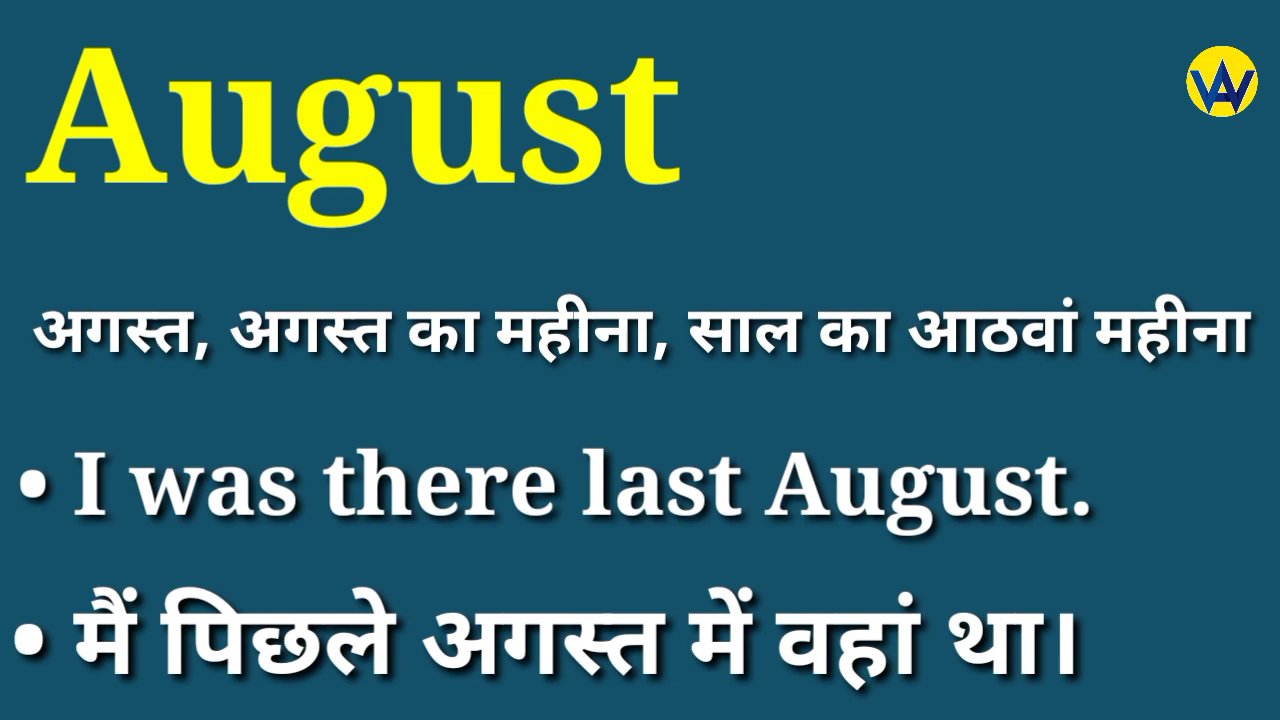 August
अगस्त, अगस्त का महीना, साल का आठवां महीना
• I was there last August.
• मैं पिछले अगस्त में वहां था।